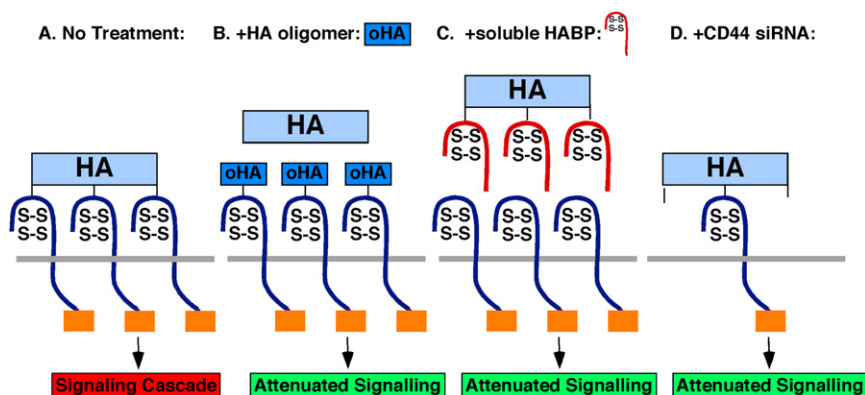 A. No Treatment: B. +HA oligomer: oHA C. +soluble HABP: S-S D. +CD44 siRNA:
S-S
HA
HA
HA
HA
S-S S-S S-S
S-S S-S S-S
oHA oHA oHA
S-S S-S S-S
S-S S-S S-S
S-S S-S S-S
S-S S-S S-S
S-S S-S S-S
S-S S-S S-S
S-S
S-S
Signaling Cascade Attenuated Signalling Attenuated Signalling Attenuated Signalling